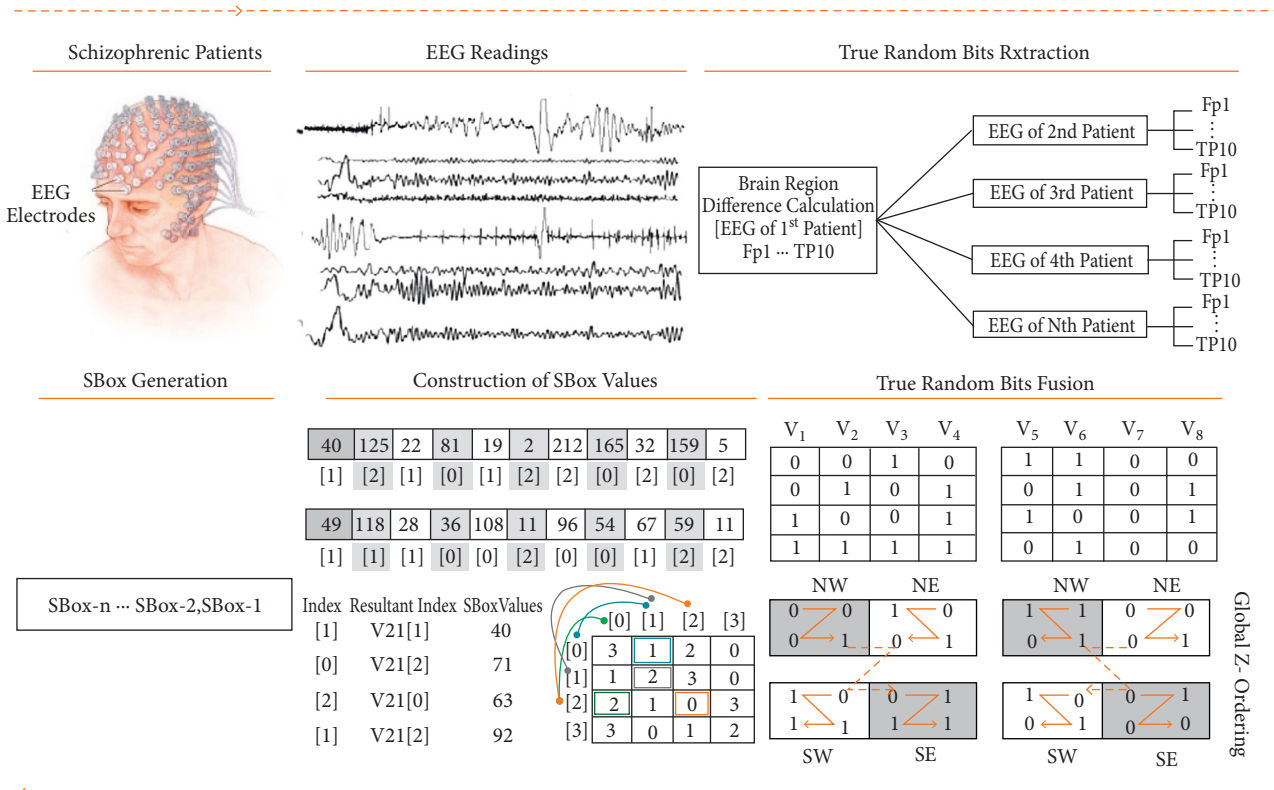 Schizophrenic Patients
EEG Readings
True Random Bits Rxtraction
EEG
Electrodes
Brain Region
Difference Calculation
[EEG of 1st Patient]
Fp1 ... TP10
EEG of 2nd Patient
Fp1
⋮
TP10
EEG of 3rd Patient
Fp1
⋮
TP10
EEG of 4th Patient
Fp1
⋮
TP10
EEG of Nth Patient
Fp1
⋮
TP10
SBox Generation
Construction of SBox Values
True Random Bits Fusion
SBox-n ... SBox-2,SBox-1
40 125 22 81 19 2 212 165 32 159 5
[1] [2] [1] [0] [1] [2] [2] [0] [2] [0] [2]
49 118 28 36 108 11 96 54 67 59 11
[1] [1] [1] [0] [0] [2] [0] [0] [1] [2] [2]
Index Resultant Index SBoxValues
[1] V21[1] 40
[0] V21[2] 71
[2] V21[0] 63
[1] V21[2] 92
[0] [1] [2] [3]
[0] 3 1 2 0
[1] 1 2 3 0
[2] 2 1 0 3
[3] 3 0 1 2
V1 V2 V3 V4
0 0 1 0
0 1 0 1
1 0 0 1
1 1 1 1
V5 V6 V7 V8
1 1 0 0
0 1 0 1
1 0 0 1
0 1 0 0
NW NE
0 0 1 0
0 1 0 1
1 0 0 1
1 1 1 1
SW SE
NW NE
1 1 0 0
0 1 0 1
1 0 0 1
0 1 0 0
SW SE
Global Z- Ordering